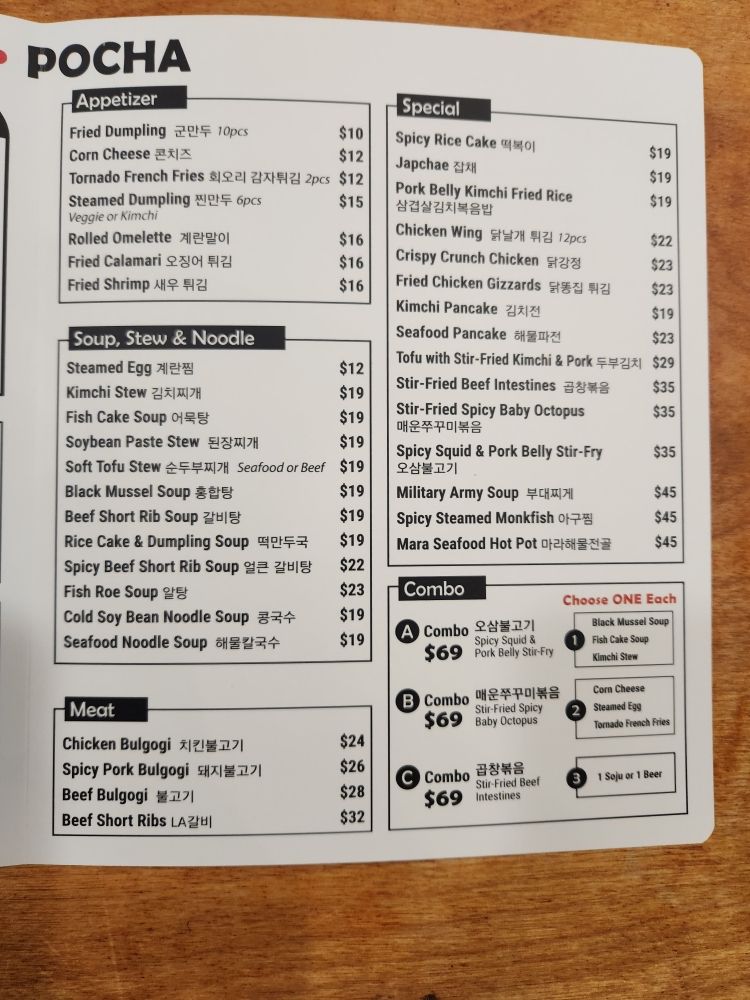 POCHA
Appetizer
Fried Dumpling 군만두 10pcs $10
Corn Cheese 콘치즈 $12
Tornado French Fries 회오리 감자튀김 2pcs $12
Steamed Dumpling 찐만두 6pcs $15
Veggie or Kimchi
Rolled Omelette 계란말이 $16
Fried Calamari 오징어 튀김 $16
Fried Shrimp 새우 튀김 $16
Soup, Stew & Noodle
Steamed Egg 계란찜 $12
Kimchi Stew 김치찌개 $19
Fish Cake Soup 어묵탕 $19
Soybean Paste Stew 된장찌개 $19
Soft Tofu Stew 순두부찌개 Seafood or Beef $19
Black Mussel Soup 홍합탕 $19
Beef Short Rib Soup 갈비탕 $19
Rice Cake & Dumpling Soup 떡만두국 $19
Spicy Beef Short Rib Soup 얼큰 갈비탕 $22
Fish Roe Soup 알탕 $23
Cold Soy Bean Noodle Soup 콩국수 $19
Seafood Noodle Soup 해물칼국수 $19
Meat
Chicken Bulgogi 치킨불고기 $24
Spicy Pork Bulgogi 돼지불고기 $26
Beef Bulgogi 불고기 $28
Beef Short Ribs LA갈비 $32
Special
Spicy Rice Cake 떡볶이 $19
Japchae 잡채 $19
Pork Belly Kimchi Fried Rice $19
삼겹살김치볶음밥
Chicken Wing 닭날개 튀김 12pcs $22
Crispy Crunch Chicken 닭강정 $23
Fried Chicken Gizzards 닭똥집 튀김 $23
Kimchi Pancake 김치전 $19
Seafood Pancake 해물파전 $23
Tofu with Stir-Fried Kimchi & Pork 두부김치 $29
Stir-Fried Beef Intestines 곱창볶음 $35
Stir-Fried Spicy Baby Octopus $35
매운쭈꾸미볶음
Spicy Squid & Pork Belly Stir-Fry $35
오삼불고기
Military Army Soup 부대찌게 $45
Spicy Steamed Monkfish 아구찜 $45
Mara Seafood Hot Pot 마라해물전골 $45
Combo
Choose ONE Each
A Combo 오삼불고기
$69 Spicy Squid &
Pork Belly Stir-Fry
B Combo 매운쭈꾸미볶음
$69 Stir-Fried Spicy
Baby Octopus
C Combo 곱창볶음
$69 Stir-Fried Beef
Intestines
1 Black Mussel Soup
Fish Cake Soup
Kimchi Stew
2 Corn Cheese
Steamed Egg
Tornado French Fries
3 1 Soju or 1 Beer